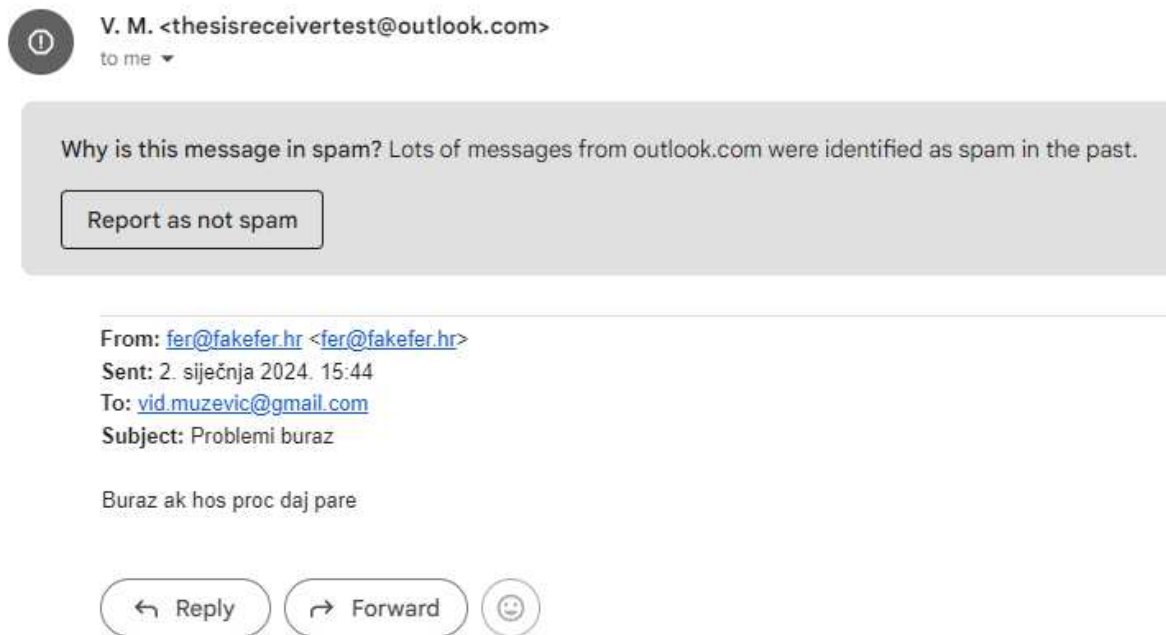 V. M. <thesisreceivertest@outlook.com>
to me
Why is this message in spam? Lots of messages from outlook.com were identified as spam in the past.
Report as not spam
From: fer@fakefer.hr <fer@fakefer.hr>
Sent: 2. siječnja 2024. 15:44
To: vid.muzevic@gmail.com
Subject: Problemi buraz
Buraz ak hos proc daj pare
Reply Forward